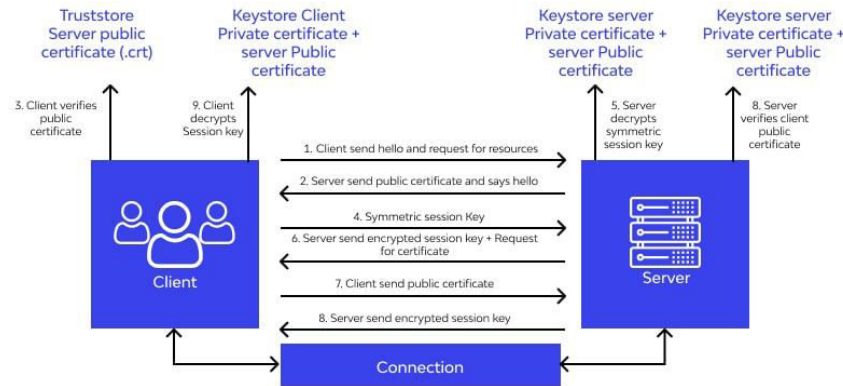 Truststore
Server public
certificate (.crt)
Keystore Client
Private certificate +
server Public
certificate
Keystore server
Private certificate +
server Public
certificate
Keystore server
Private certificate +
server Public
certificate
3. Client verifies
public
certificate
9. Client
decrypts
Session key
5. Server
decrypts
symmetric
session key
8. Server
verifies client
public
certificate
1. Client send hello and request for resources
2. Server send public certificate and says hello
4. Symmetric session Key
6. Server send encrypted session key + Request
for certificate
7. Client send public certificate
8. Server send encrypted session key
Client
Server
Connection